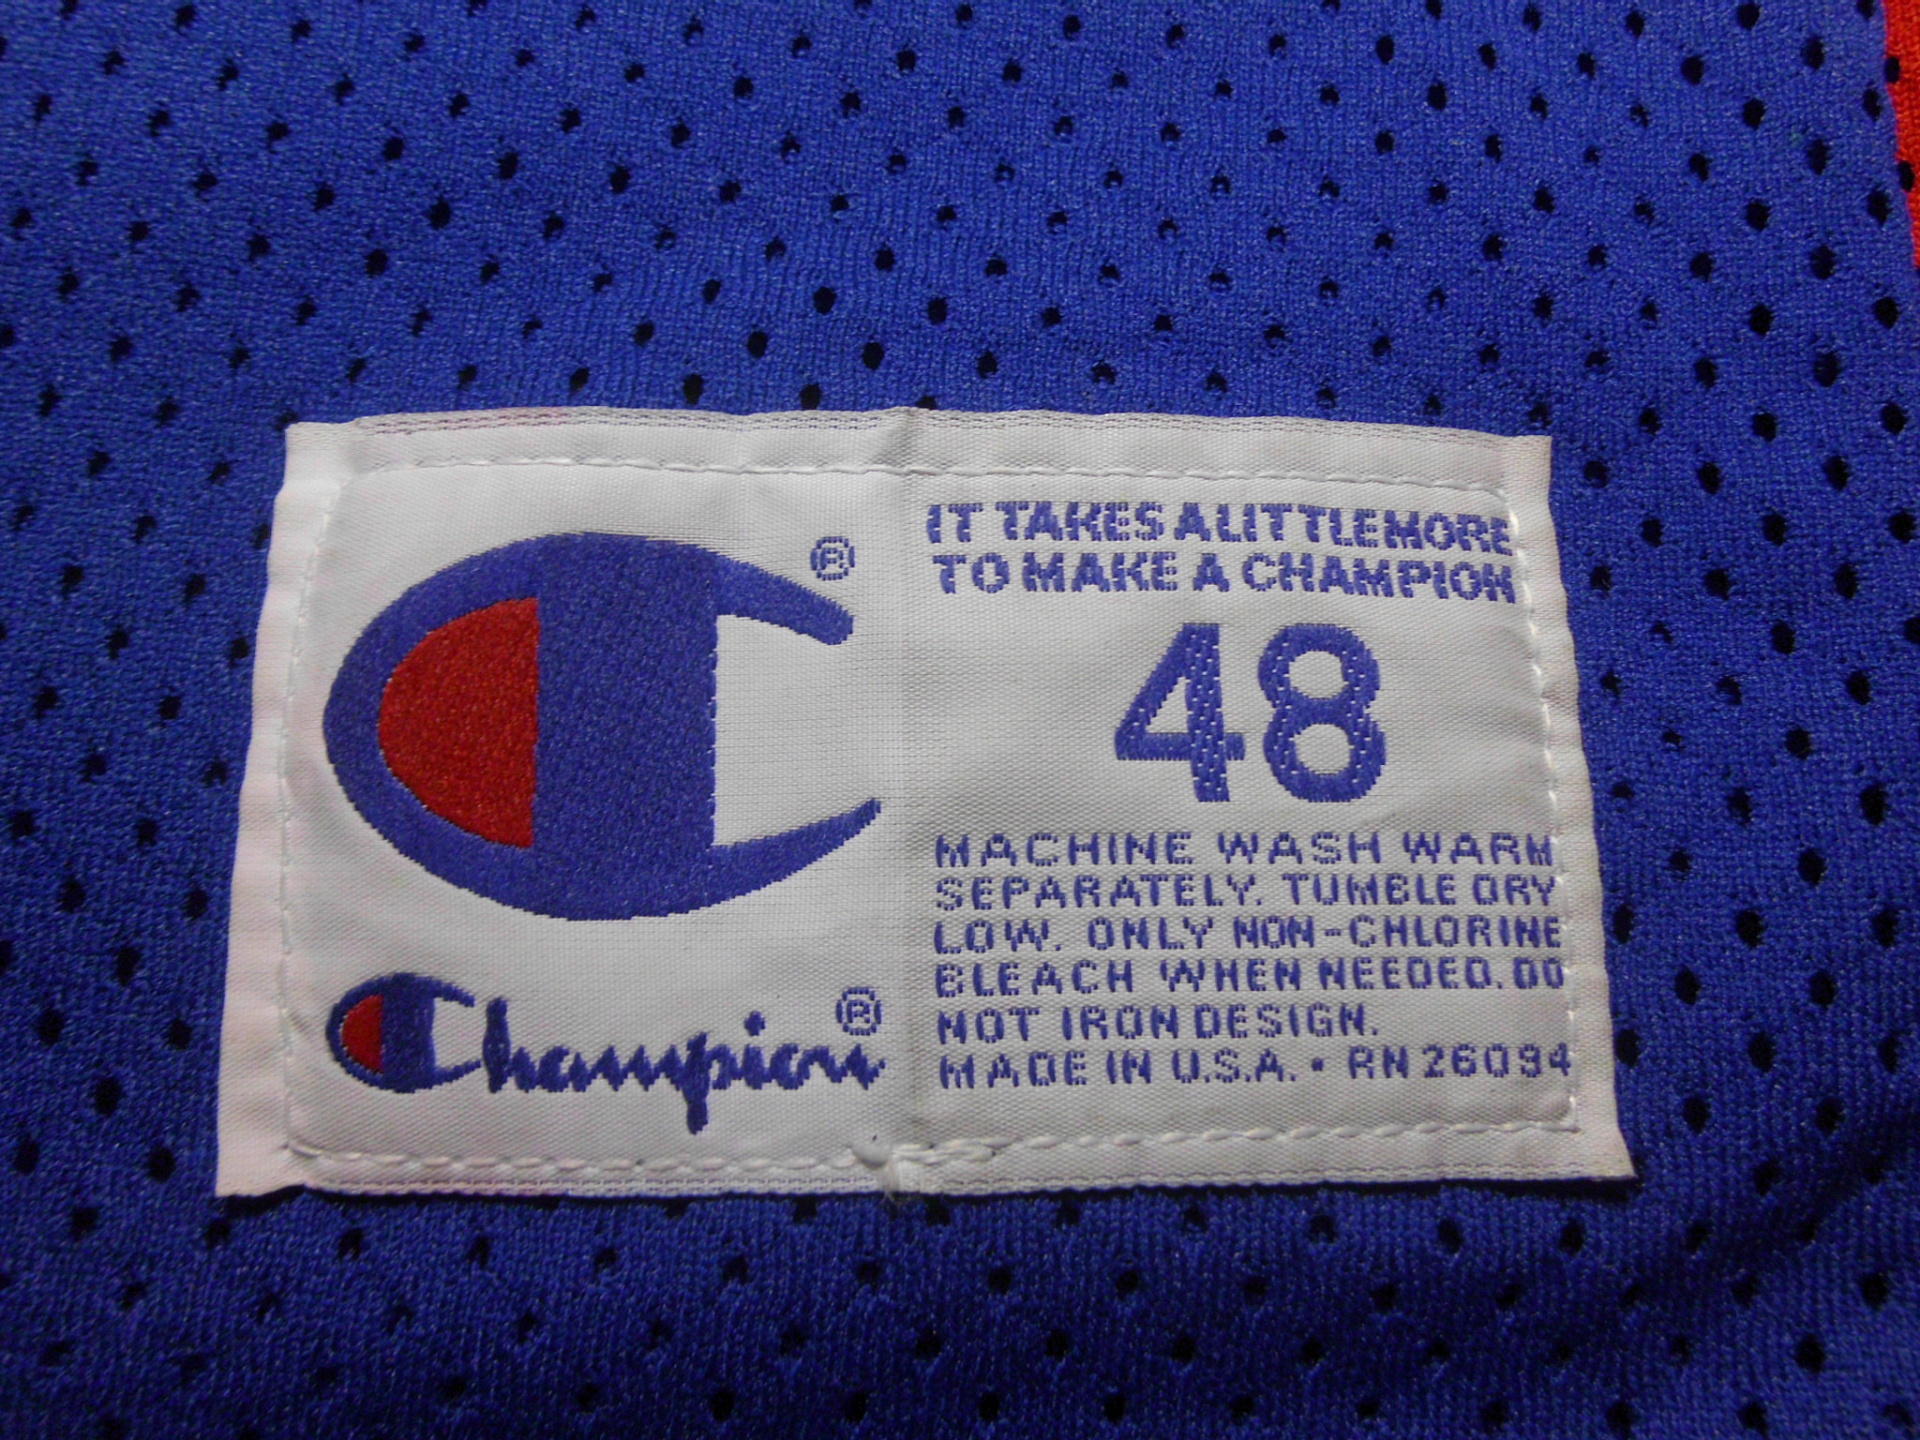 ®
Champion®
IT TAKES A LITTLE MORE
TO MAKE A CHAMPION
48
MACHINE WASH WARM
SEPARATELY. TUMBLE DRY
LOW. ONLY NON-CHLORINE
BLEACH WHEN NEEDED. DO
NOT IRON DESIGN.
MADE IN U.S.A. • RN 26094